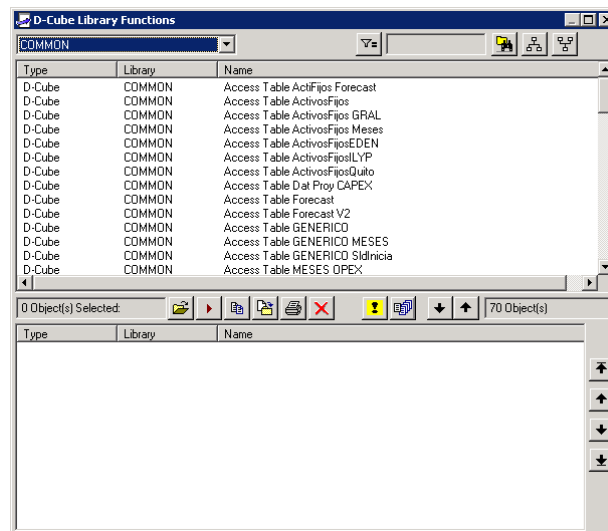 D-Cube Library Functions
COMMON
Type Library Name
D-Cube COMMON Access Table ActiFijos Forecast
D-Cube COMMON Access Table ActivosFijos
D-Cube COMMON Access Table ActivosFijos GRAL
D-Cube COMMON Access Table ActivosFijos Meses
D-Cube COMMON Access Table ActivosFijosEDEN
D-Cube COMMON Access Table ActivosFijosILYP
D-Cube COMMON Access Table ActivosFijosQuito
D-Cube COMMON Access Table Dat Proy CAPEX
D-Cube COMMON Access Table Forecast
D-Cube COMMON Access Table Forecast V2
D-Cube COMMON Access Table GENERICO
D-Cube COMMON Access Table GENERICO MESES
D-Cube COMMON Access Table GENERICO SldInicia
D-Cube COMMON Access Table MESES OPEX
0 Object(s) Selected: 70 Object(s)
Type Library Name